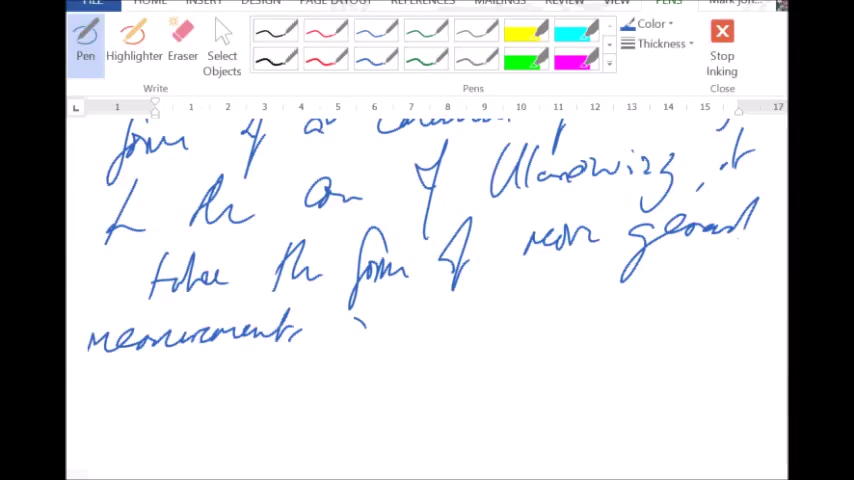 FILE HOME INSERT DESIGN PAGE LAYOUT REFERENCES MAILINGS REVIEW VIEW PENS
Pen Highlighter Eraser Select Objects
Color
Thickness
Stop Inking
Write Pens Close
1 1 2 3 4 5 6 7 8 9 10 11 12 13 14 15 17
form of a
In the case of Ulanowicz, it
takes the form of more general
measurements